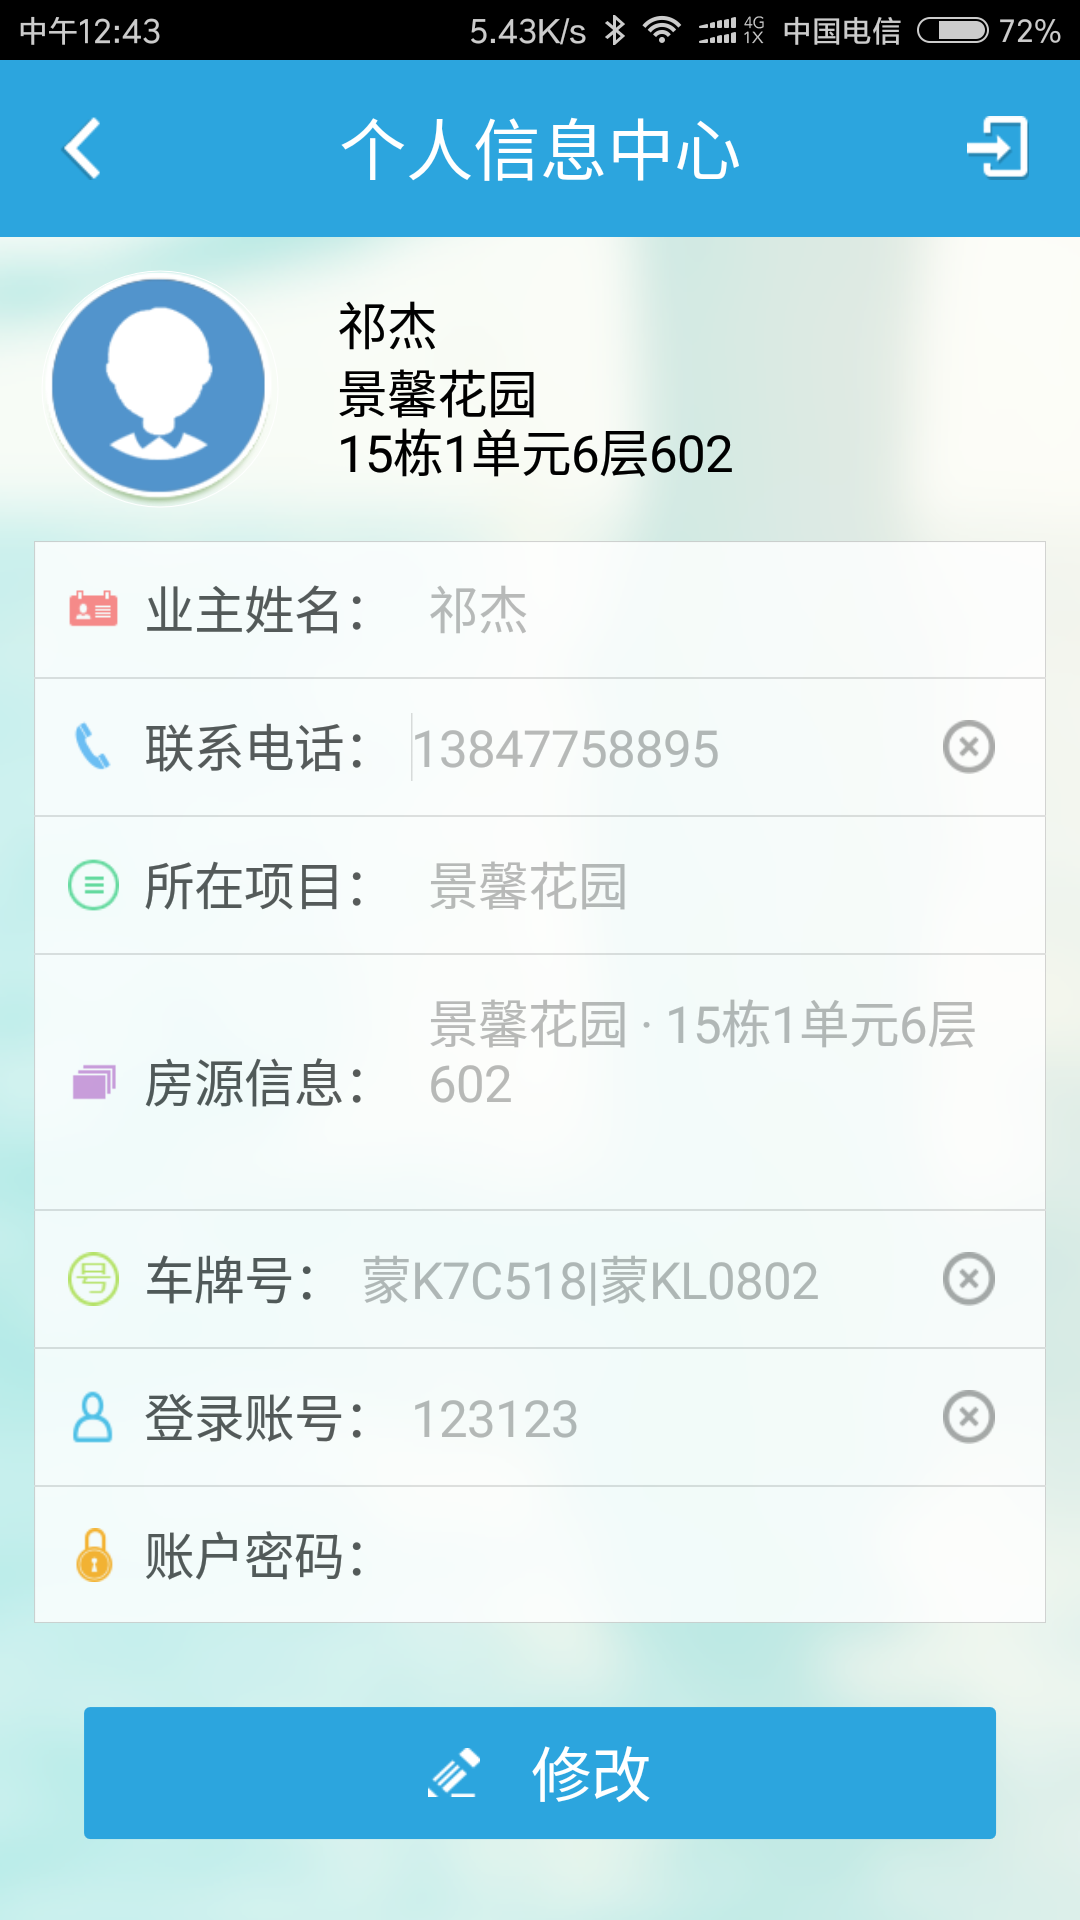 中午12:43 5.43K/s 4G 1X 中国电信 72%
个人信息中心
祁杰
景馨花园
15栋1单元6层602
业主姓名： 祁杰
联系电话： 13847758895
所在项目： 景馨花园
房源信息： 景馨花园 · 15栋1单元6层
602
号 车牌号： 蒙K7C518|蒙KL0802
登录账号： 123123
账户密码：
修改